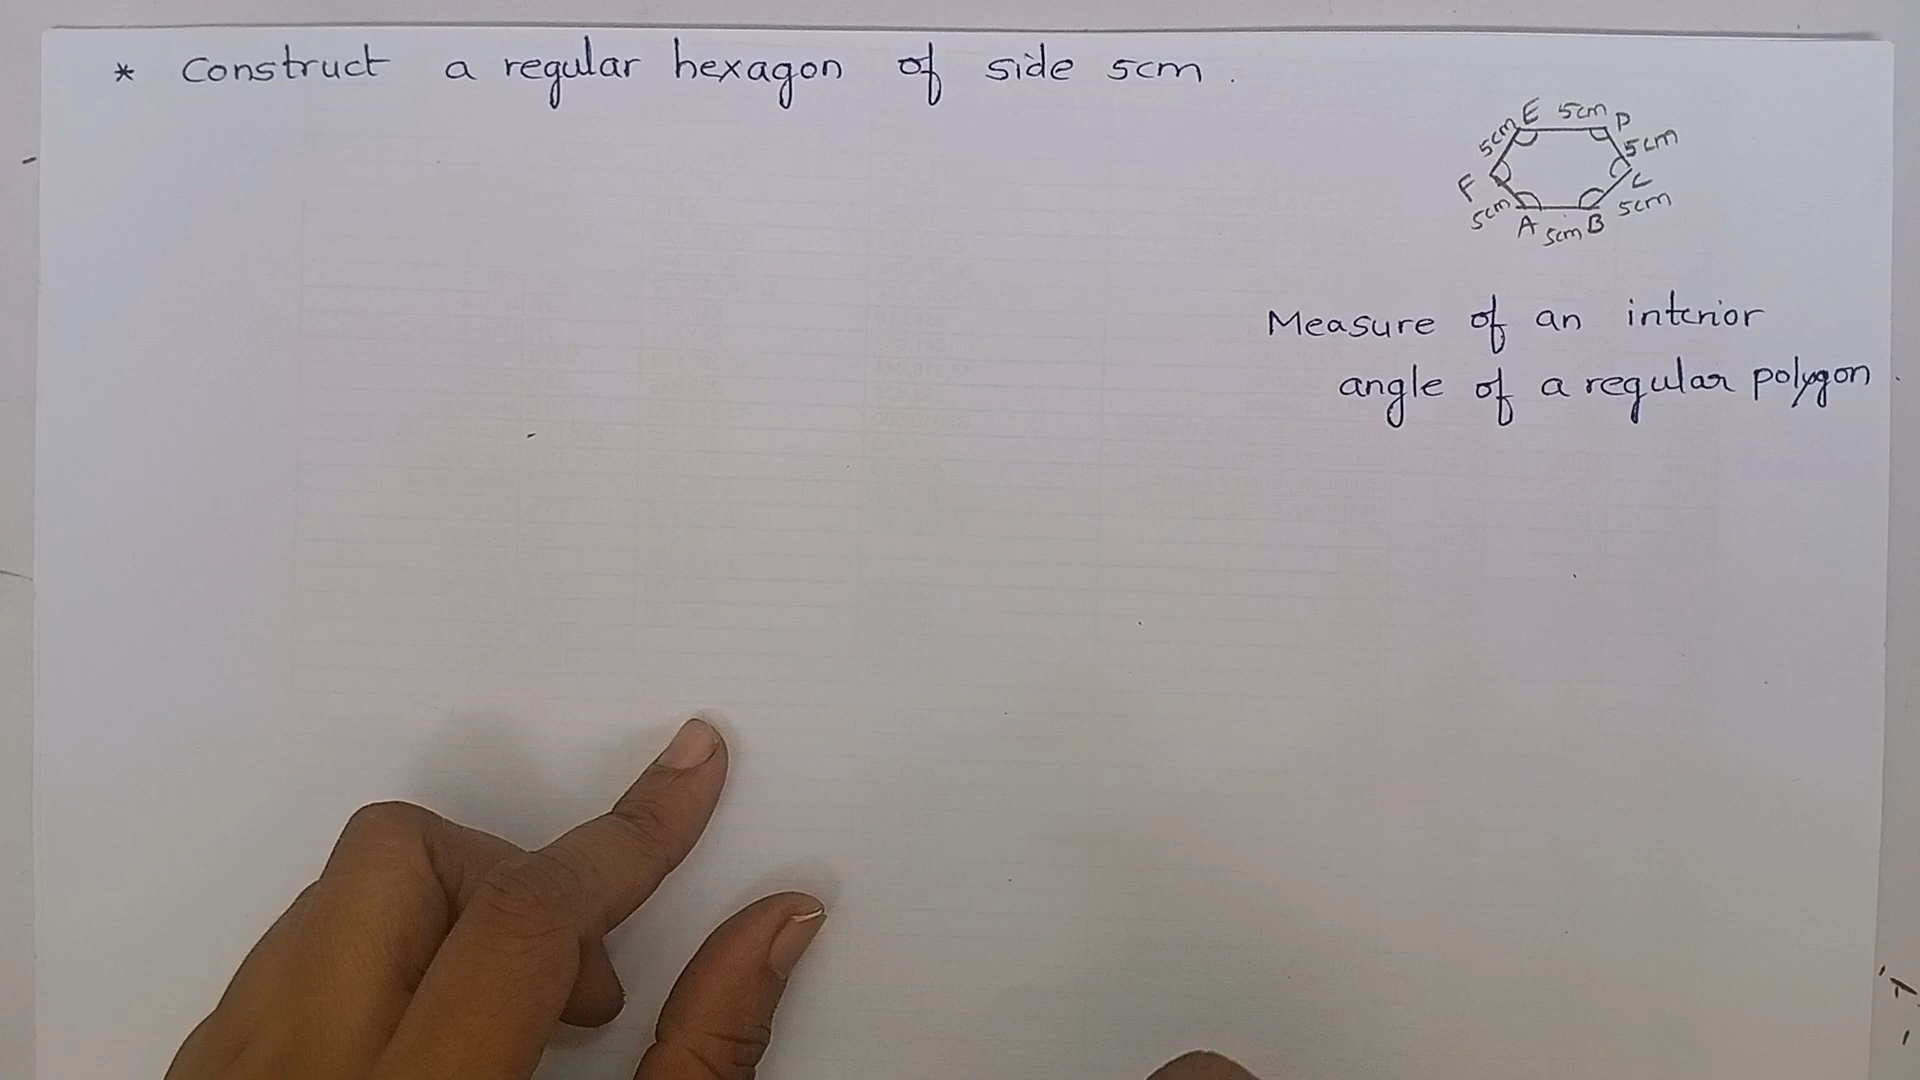 * Construct a regular hexagon of side 5cm.
E 5cm D
5cm 5cm
F C
5cm 5cm
A 5cm B
Measure of an interior
angle of a regular polygon